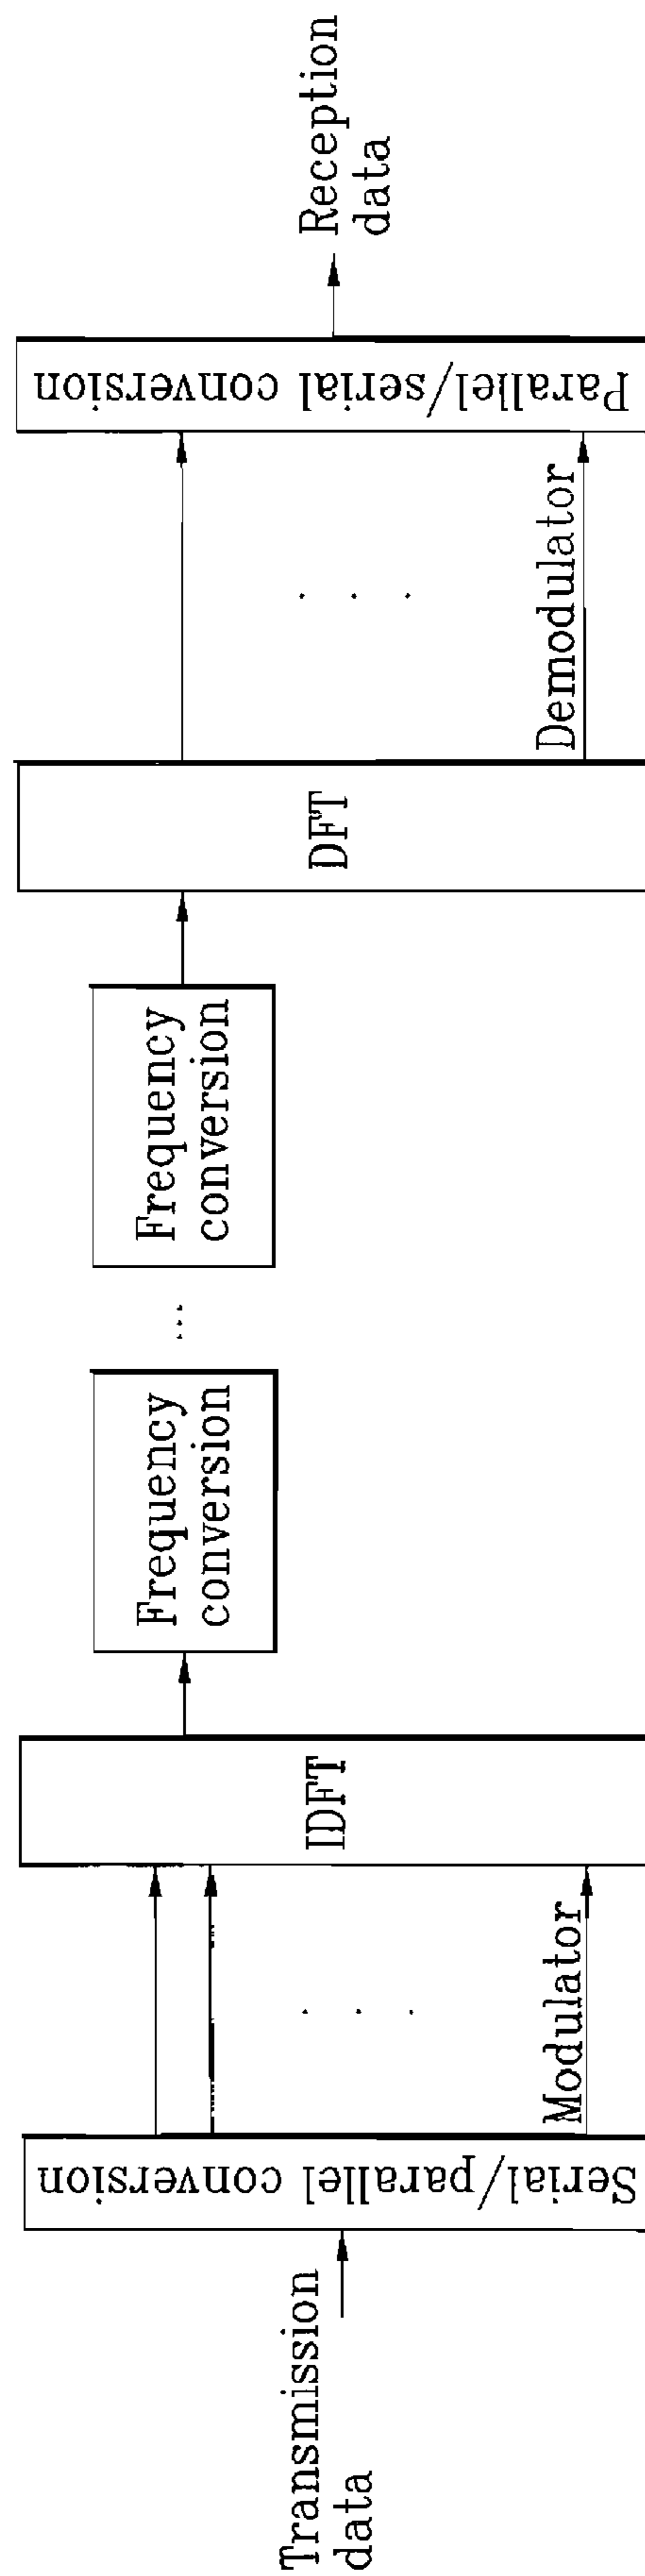 Transmission
data
Serial/parallel conversion
Modulator
IDFT
Frequency
conversion
...
Frequency
conversion
DFT
Demodulator
Parallel/serial conversion
Reception
data